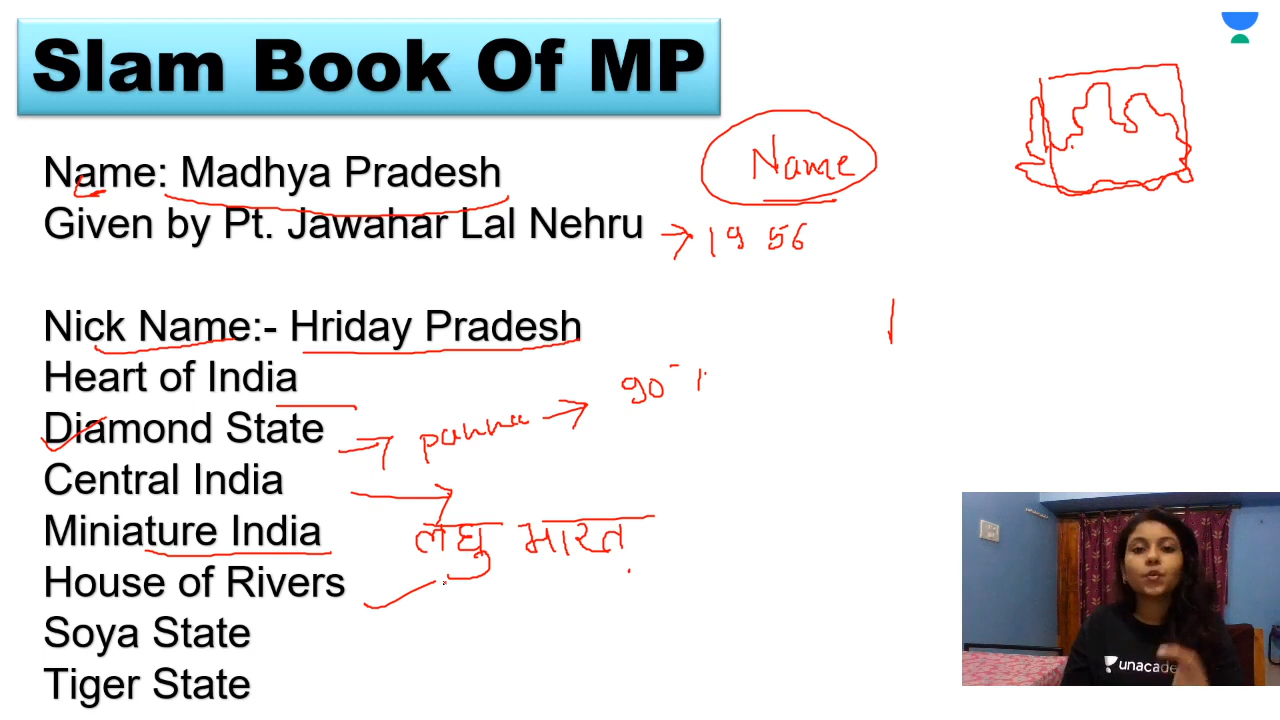 Slam Book Of MP
Name: Madhya Pradesh
Name
Given by Pt. Jawahar Lal Nehru → 1956
Nick Name:- Hriday Pradesh
Heart of India
Diamond State → panna → 90
Central India
Miniature India लघु भारत
House of Rivers
Soya State
Tiger State
unacade